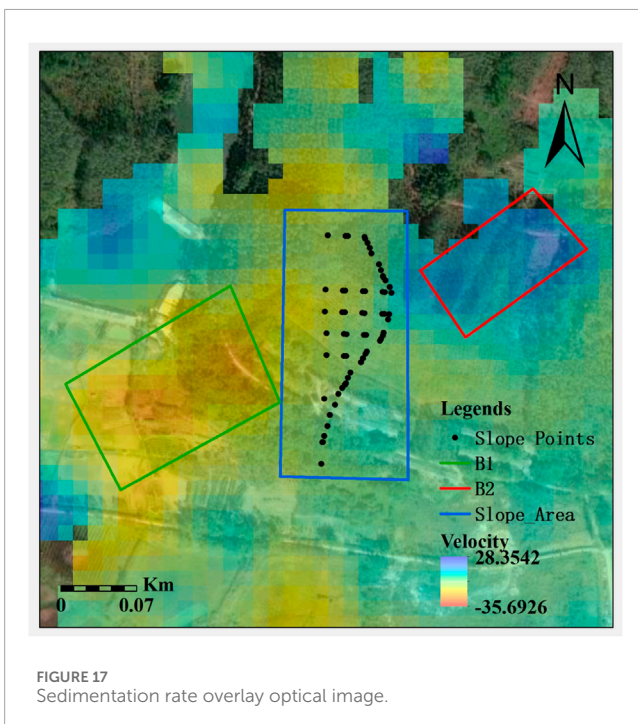 N
Legends
Slope Points
B1
B2
Slope_Area
Velocity
28.3542
-35.6926
Km
0 0.07
FIGURE 17
Sedimentation rate overlay optical image.